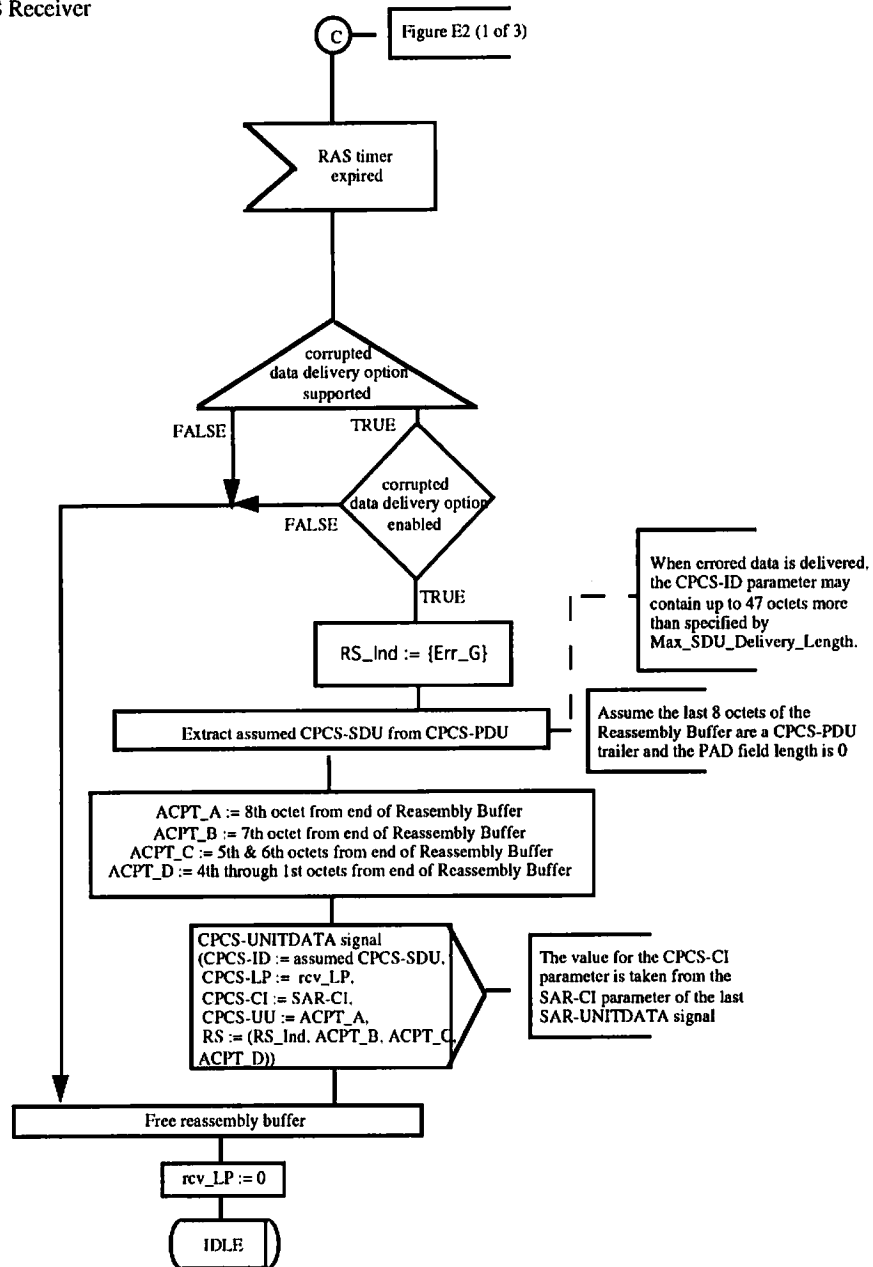 Receiver
C
Figure E2 (1 of 3)
RAS timer
expired
corrupted
data delivery option
supported
FALSE
TRUE
corrupted
data delivery option
enabled
FALSE
TRUE
When errored data is delivered,
the CPCS-ID parameter may
contain up to 47 octets more
than specified by
Max_SDU_Delivery_Length.
RS_Ind := {Err_G}
Extract assumed CPCS-SDU from CPCS-PDU
Assume the last 8 octets of the
Reassembly Buffer are a CPCS-PDU
trailer and the PAD field length is 0
ACPT_A := 8th octet from end of Reasembly Buffer
ACPT_B := 7th octet from end of Reassembly Buffer
ACPT_C := 5th & 6th octets from end of Reassembly Buffer
ACPT_D := 4th through 1st octets from end of Reassembly Buffer
CPCS-UNITDATA signal
(CPCS-ID := assumed CPCS-SDU,
CPCS-LP := rcv_LP,
CPCS-CI := SAR-CI,
CPCS-UU := ACPT_A,
RS := (RS_Ind, ACPT_B, ACPT_C,
ACPT_D))
The value for the CPCS-CI
parameter is taken from the
SAR-CI parameter of the last
SAR-UNITDATA signal
Free reassembly buffer
rcv_LP := 0
IDLE